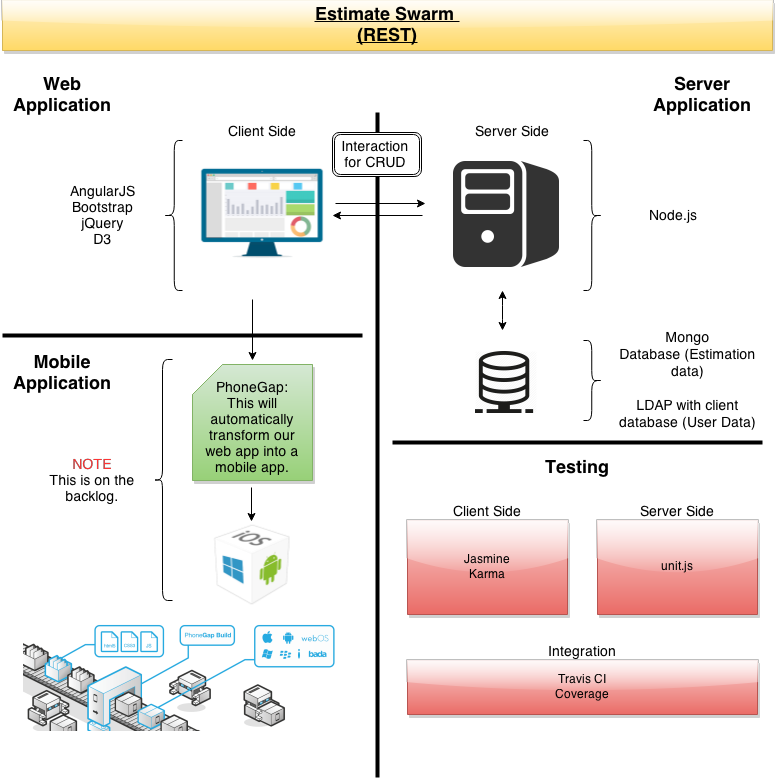 Estimate Swarm
(REST)
Web
Application
Server
Application
Client Side
Interaction
for CRUD
Server Side
AngularJS
Bootstrap
jQuery
D3
Node.js
Mobile
Application
PhoneGap:
This will
automatically
transform our
web app into a
mobile app.
Mongo
Database (Estimation
data)
LDAP with client
database (User Data)
NOTE
This is on the
backlog.
iOS
Testing
Client Side
Jasmine
Karma
Server Side
unit.js
Integration
Travis CI
Coverage
JS
PhoneGap Build
webOS
bada